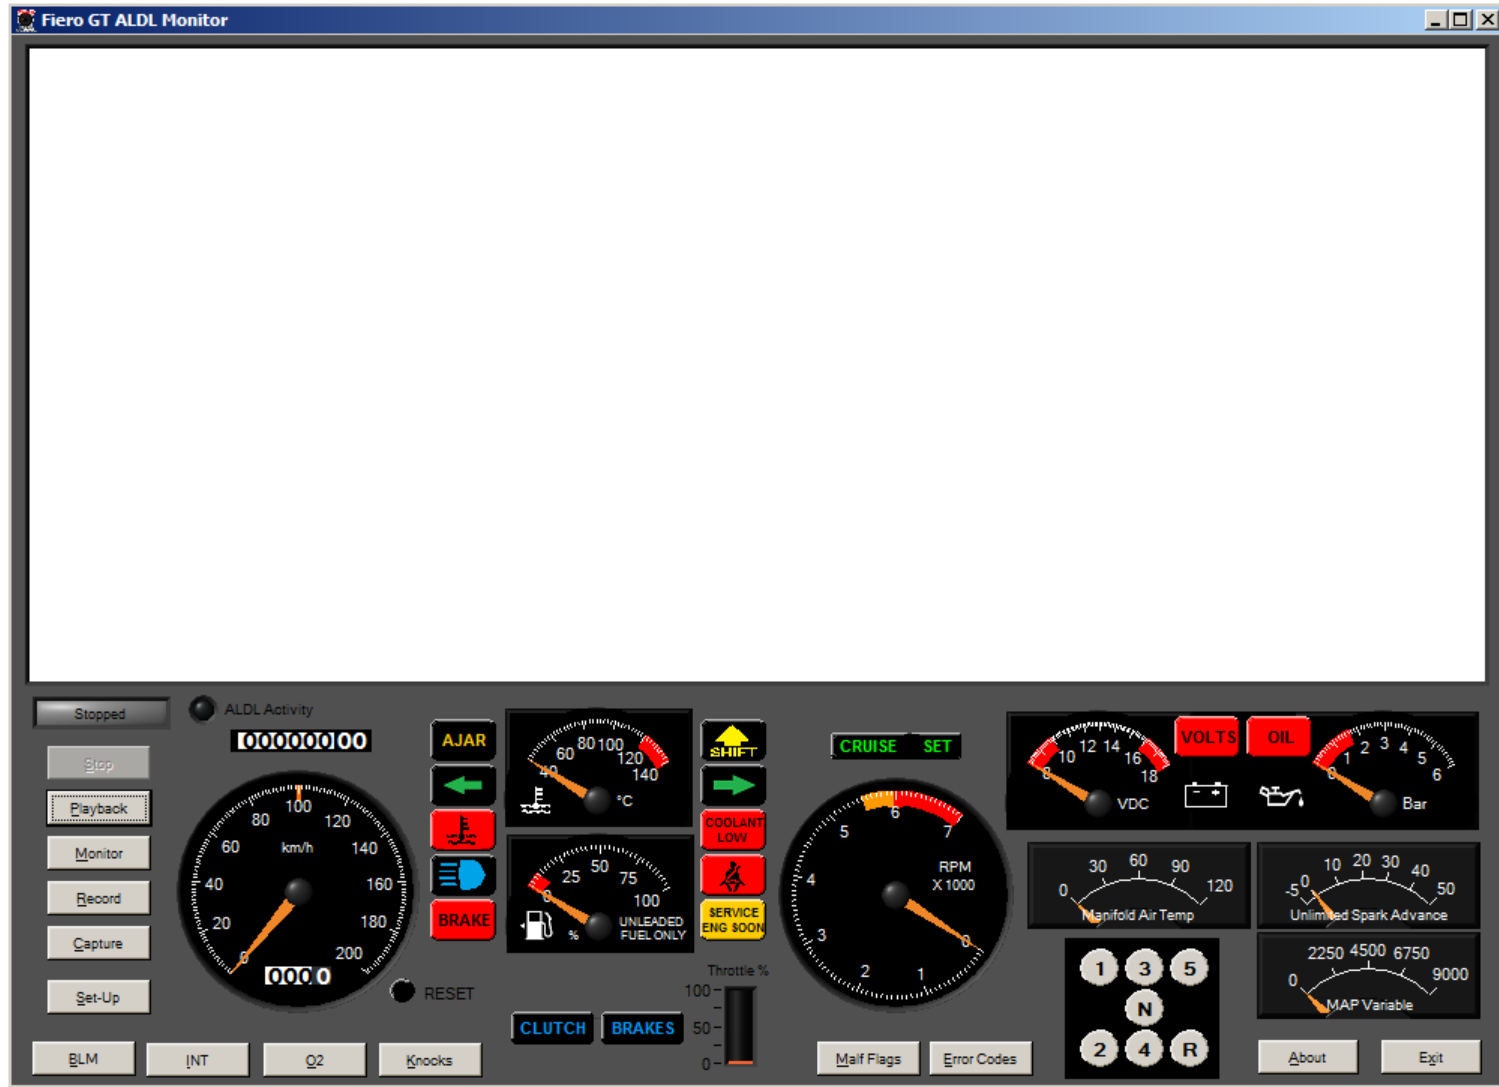 Fiero GT ALDL Monitor
Stopped
ALDL Activity
00000000
Stop
Playback
Monitor
Record
Capture
Set-Up
0 20 40 60 80 100 120 140 160 180 200
km/h
0000
RESET
AJAR
BRAKE
40 60 80 100 120 140
°C
0 25 50 75 100
%
UNLEADED
FUEL ONLY
SHIFT
COOLANT
LOW
SERVICE
ENG SOON
CLUTCH
BRAKES
Throttle %
100
50
0
CRUISE SET
0 1 2 3 4 5 6 7
RPM
X 1000
8 10 12 14 16 18
VDC
VOLTS
OIL
0 1 2 3 4 5 6
Bar
0 30 60 90 120
Manifold Air Temp
-5 0 10 20 30 40 50
Unlimited Spark Advance
0 2250 4500 6750 9000
MAP Variable
1 3 5
N
2 4 R
BLM
INT
O2
Knocks
Malf Flags
Error Codes
About
Exit